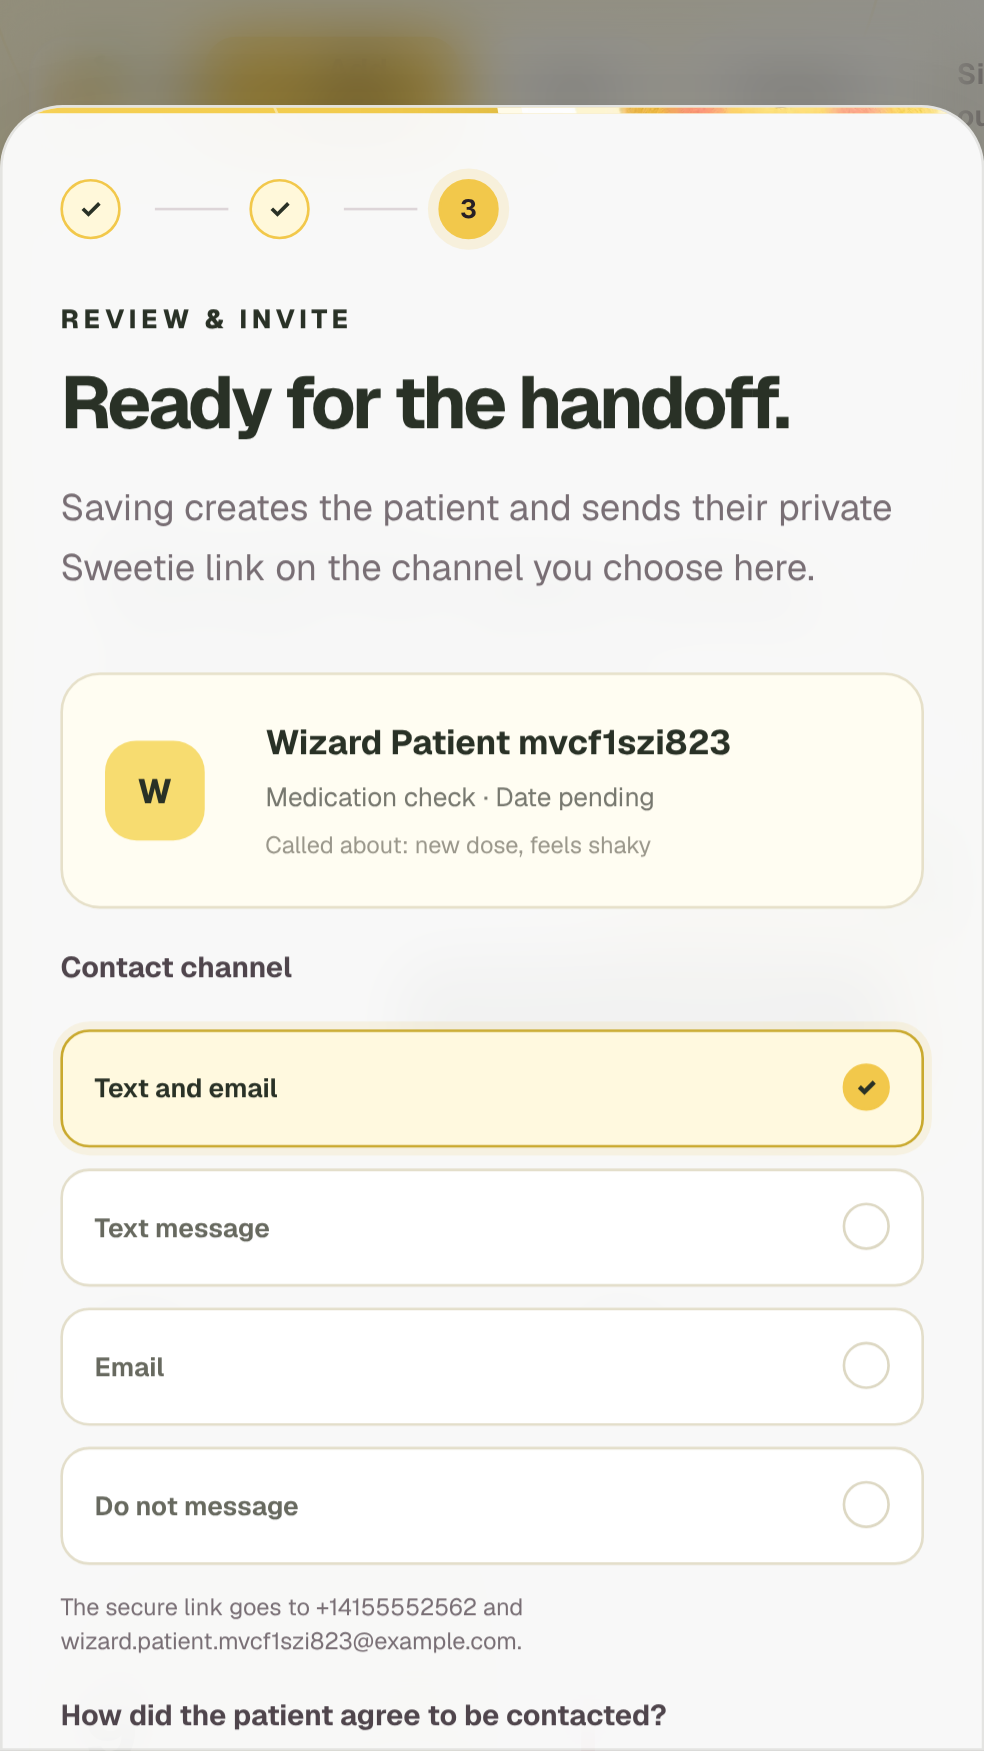 Si
ou
3
REVIEW & INVITE
Ready for the handoff.
Saving creates the patient and sends their private
Sweetie link on the channel you choose here.
W
Wizard Patient mvcf1szi823
Medication check · Date pending
Called about: new dose, feels shaky
Contact channel
Text and email
Text message
Email
Do not message
The secure link goes to +14155552562 and
wizard.patient.mvcf1szi823@example.com.
How did the patient agree to be contacted?